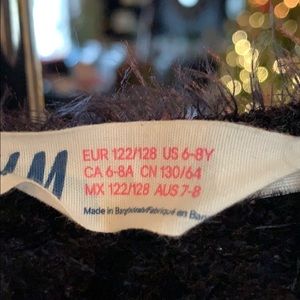 EUR 122/128 US 6-8Y
CA 6-8A CN 130/64
MX 122/128 AUS 7-8
Made in
en